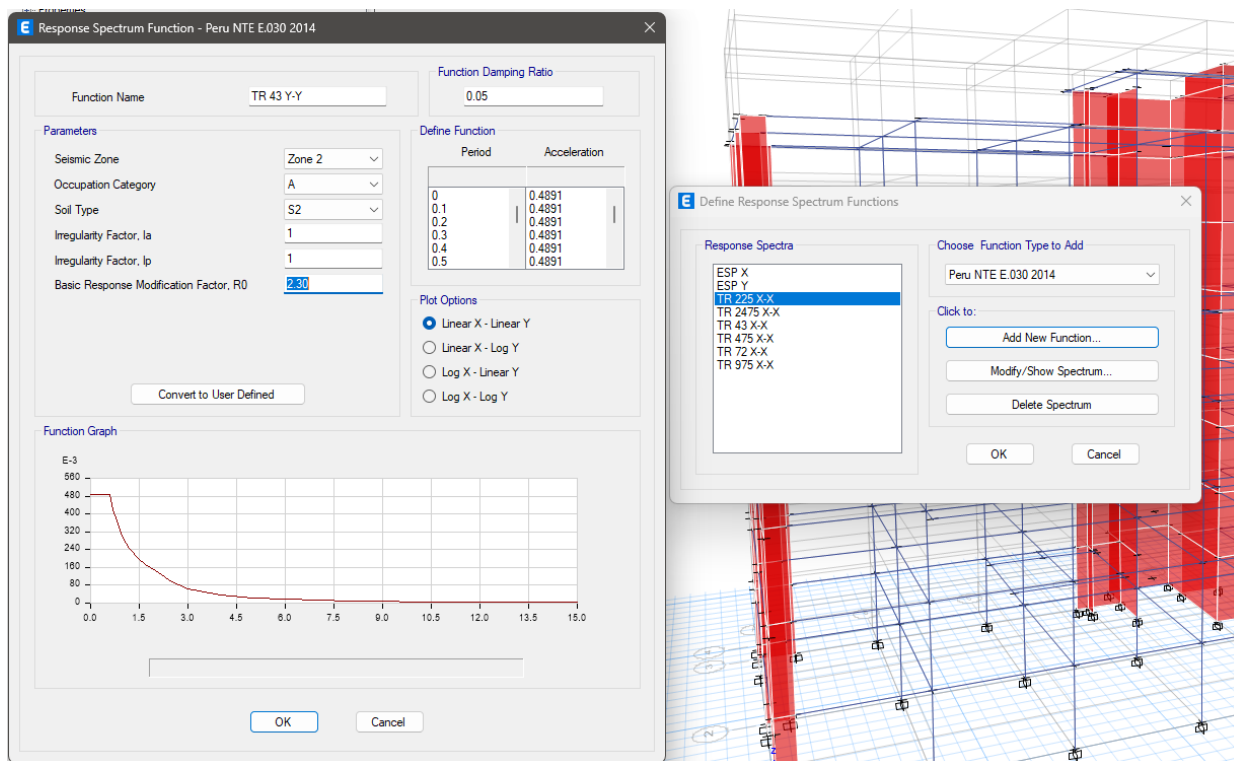 Response Spectrum Function - Peru NTE E.030 2014
Function Name
TR 43 Y-Y
Function Damping Ratio
0.05
Parameters
Seismic Zone
Zone 2
Occupation Category
A
Soil Type
S2
Irregularity Factor, Ia
1
Irregularity Factor, Ip
1
Basic Response Modification Factor, R0
2.30
Convert to User Defined
Define Function
Period Acceleration
0 0.4891
0.1 0.4891
0.2 0.4891
0.3 0.4891
0.4 0.4891
0.5 0.4891
Plot Options
Linear X - Linear Y
Linear X - Log Y
Log X - Linear Y
Log X - Log Y
Function Graph
E-3
560
480
400
320
240
160
80
0
0.0 1.5 3.0 4.5 6.0 7.5 9.0 10.5 12.0 13.5 15.0
OK Cancel
Define Response Spectrum Functions
Response Spectra
ESP X
ESP Y
TR 225 X-X
TR 2475 X-X
TR 43 X-X
TR 475 X-X
TR 72 X-X
TR 975 X-X
Choose Function Type to Add
Peru NTE E.030 2014
Click to:
Add New Function...
Modify/Show Spectrum...
Delete Spectrum
OK Cancel
2
z